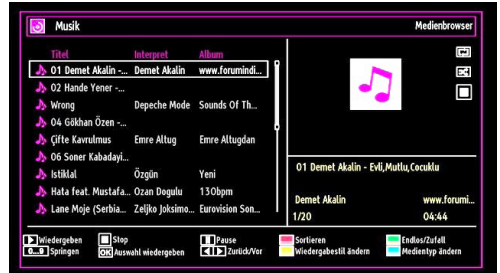 Musik
Medienbrowser
Titel Interpret Album
01 Demet Akalin -... Demet Akalin www.forumindi...
02 Hande Yener -...
Wrong Depeche Mode Sounds Of Th...
04 Gökhan Özen -...
Çifte Kavrulmus Emre Altug Emre Altugdan
06 Soner Kabadayi...
Istiklal Özgün Yeni
Hata feat. Mustafa... Ozan Dogulu 130bpm
Lane Moje (Serbia... Zeljko Joksimo... Eurovision Son...
01 Demet Akalin - Evli,Mutlu,Cocuklu
Demet Akalin www.forumi...
1/20 04:44
Wiedergeben Stop Pause Sortieren Endlos/Zufall
0...9 Springen OK Auswahl wiedergeben Zurück/Vor Wiedergabestil ändern Medientyp ändern